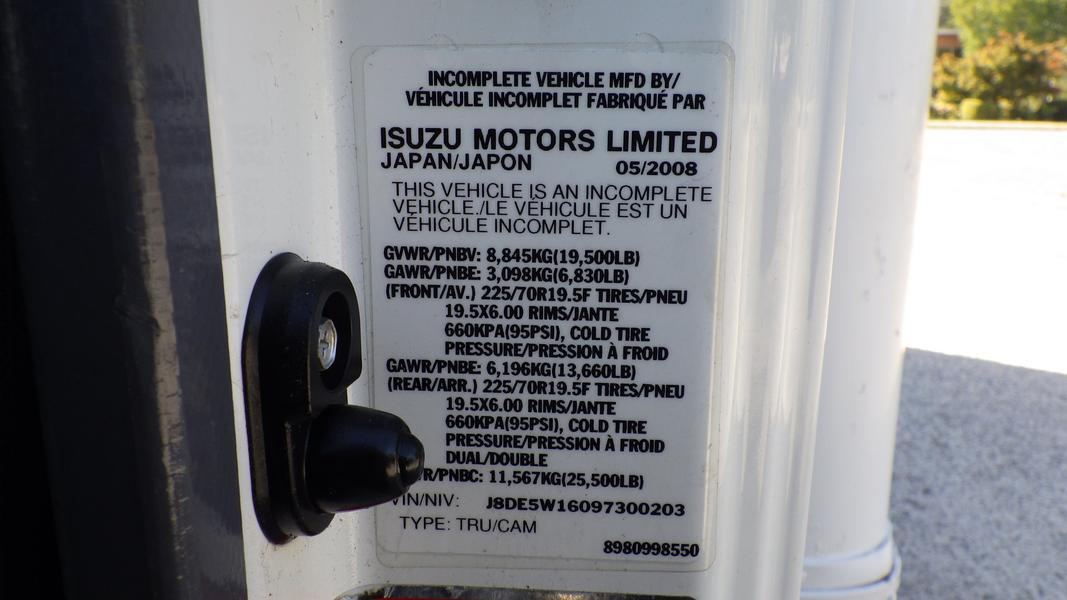 INCOMPLETE VEHICLE MFD BY/
VÉHICULE INCOMPLET FABRIQUÉ PAR
ISUZU MOTORS LIMITED
JAPAN/JAPON 05/2008
THIS VEHICLE IS AN INCOMPLETE
VEHICLE./LE VÉHICULE EST UN
VÉHICULE INCOMPLET.
GVWR/PNBV: 8,845KG(19,500LB)
GAWR/PNBE: 3,098KG(6,830LB)
(FRONT/AV.) 225/70R19.5F TIRES/PNEU
19.5X6.00 RIMS/JANTE
660KPA(95PSI), COLD TIRE
PRESSURE/PRESSION À FROID
GAWR/PNBE: 6,196KG(13,660LB)
(REAR/ARR.) 225/70R19.5F TIRES/PNEU
19.5X6.00 RIMS/JANTE
660KPA(95PSI), COLD TIRE
PRESSURE/PRESSION À FROID
DUAL/DOUBLE
R/PNBC: 11,567KG(25,500LB)
VIN/NIV: J8DE5W16097300203
TYPE: TRU/CAM
8980998550